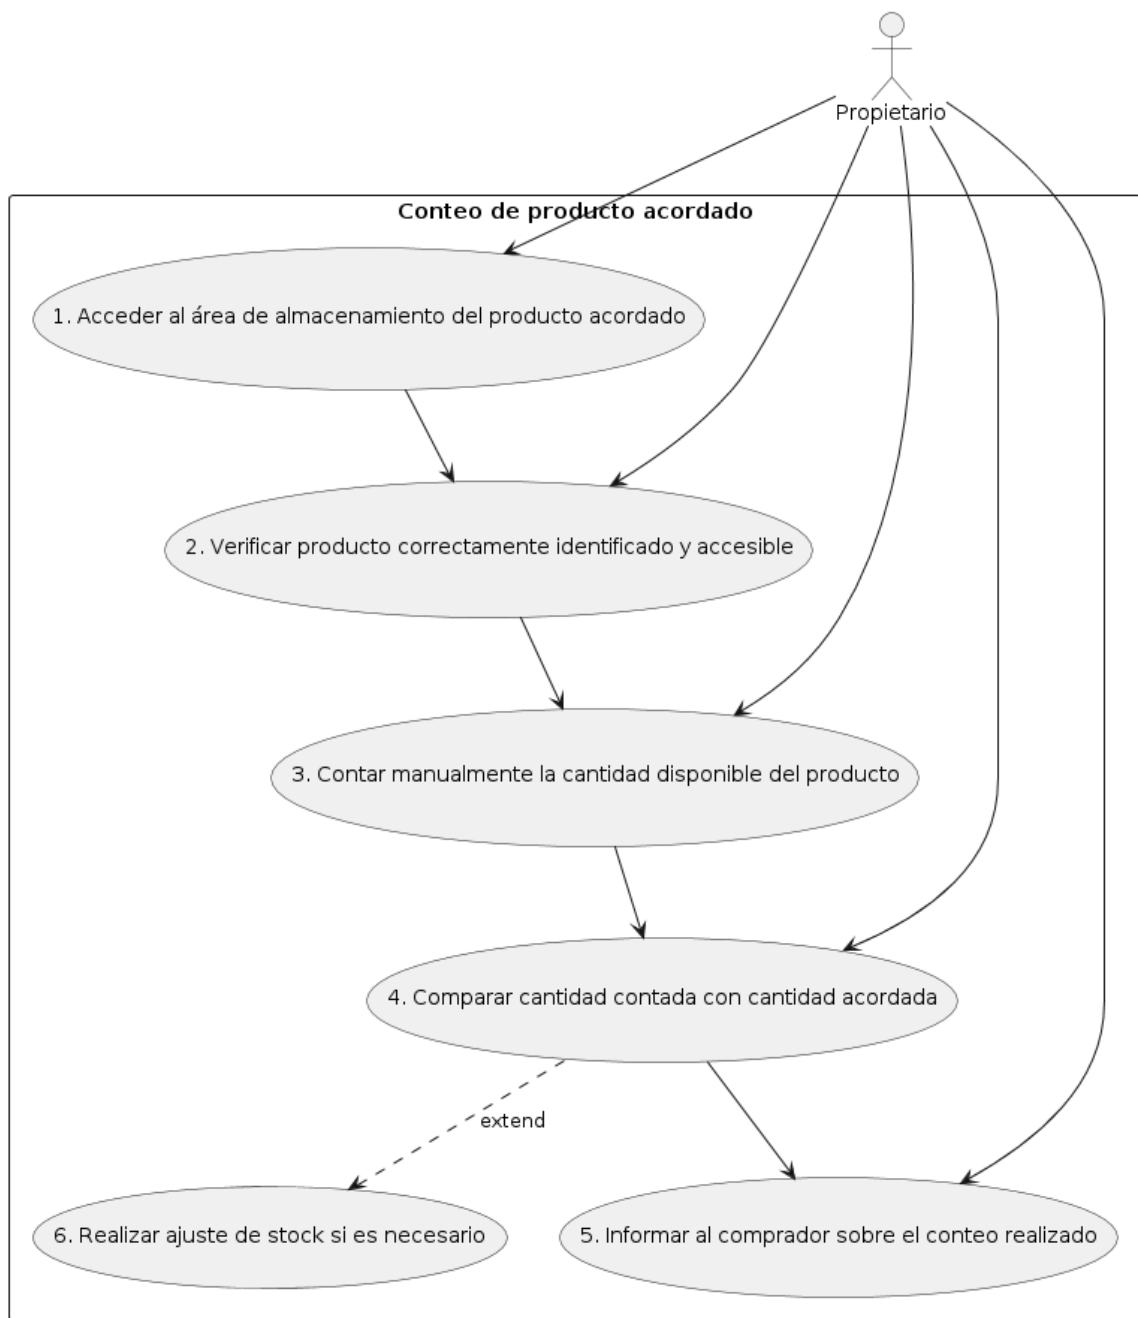 Propietario
Conteo de producto acordado
1. Acceder al área de almacenamiento del producto acordado
2. Verificar producto correctamente identificado y accesible
3. Contar manualmente la cantidad disponible del producto
4. Comparar cantidad contada con cantidad acordada
extend
6. Realizar ajuste de stock si es necesario
5. Informar al comprador sobre el conteo realizado